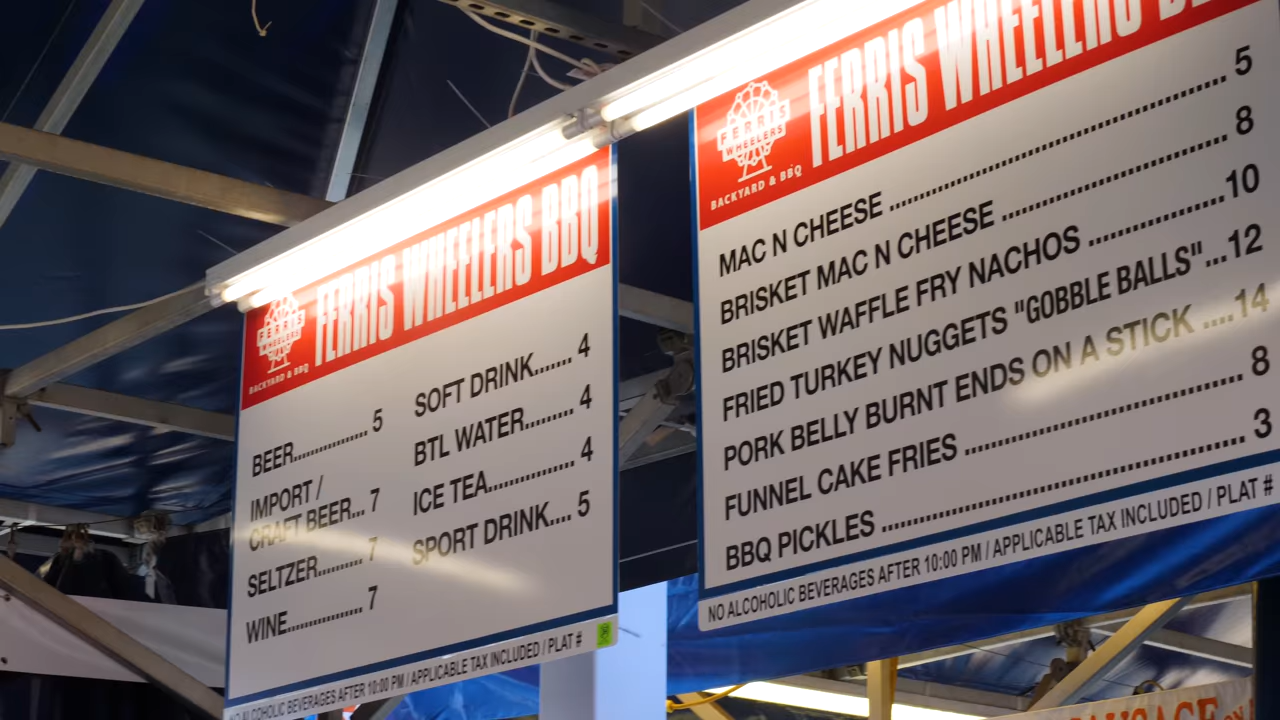 FERRIS WHEELERS BBQ
FERRIS
WHEELERS
BACKYARD & BBQ
BEER.............. 5
IMPORT /
CRAFT BEER... 7
SELTZER........ 7
WINE.............. 7
SOFT DRINK...... 4
BTL WATER........ 4
ICE TEA.............. 4
SPORT DRINK.... 5
NO ALCOHOLIC BEVERAGES AFTER 10:00 PM / APPLICABLE TAX INCLUDED / PLAT #
FERRIS WHEELERS
FERRIS
WHEELERS
BACKYARD & BBQ
MAC N CHEESE .................................................. 5
BRISKET MAC N CHEESE ................................... 8
BRISKET WAFFLE FRY NACHOS .................... 10
FRIED TURKEY NUGGETS "GOBBLE BALLS"... 12
PORK BELLY BURNT ENDS ON A STICK .... 14
FUNNEL CAKE FRIES ........................................ 8
BBQ PICKLES ...................................................... 3
NO ALCOHOLIC BEVERAGES AFTER 10:00 PM / APPLICABLE TAX INCLUDED / PLAT #